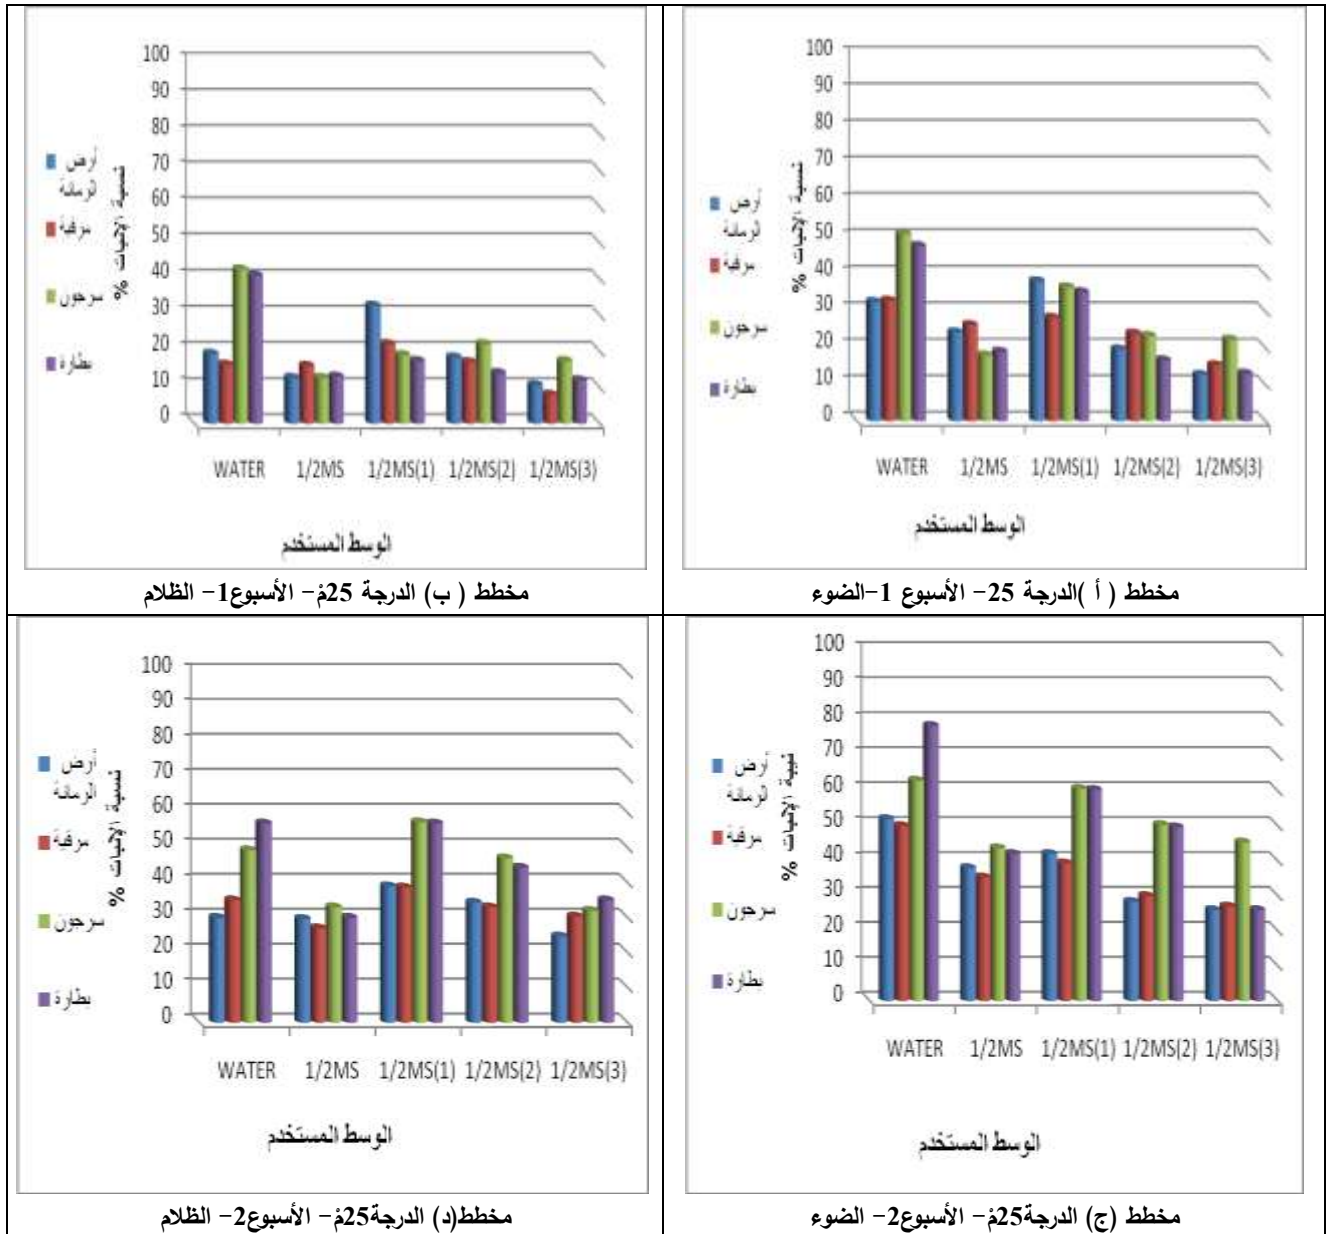 100
90
80
70
60
50
40
30
20
10
0
نسبة الإنبات %
أرض
الرمانة
مرقبة
سرجون
بطارة
WATER 1/2MS 1/2MS(1) 1/2MS(2) 1/2MS(3)
الوسط المستخدم
مخطط ( أ )الدرجة 25- الأسبوع 1-الضوء
100
90
80
70
60
50
40
30
20
10
0
نسبة الإنبات %
أرض
الرمانة
مرقبة
سرجون
بطارة
WATER 1/2MS 1/2MS(1) 1/2MS(2) 1/2MS(3)
الوسط المستخدم
مخطط ( ب) الدرجة 25مْ- الأسبوع1- الظلام
100
90
80
70
60
50
40
30
20
10
0
الإنبات %
أرض
الرمانة
مرقبة
سرجون
بطارة
WATER 1/2MS 1/2MS(1) 1/2MS(2) 1/2MS(3)
الوسط المستخدم
مخطط (ج) الدرجة25مْ- الأسبوع2- الضوء
100
90
80
70
60
50
40
30
20
10
0
نسبة الإنبات %
أرض
الرمانة
مرقبة
سرجون
بطارة
WATER 1/2MS 1/2MS(1) 1/2MS(2) 1/2MS(3)
الوسط المستخدم
مخطط(د) الدرجة25مْ- الأسبوع2- الظلام